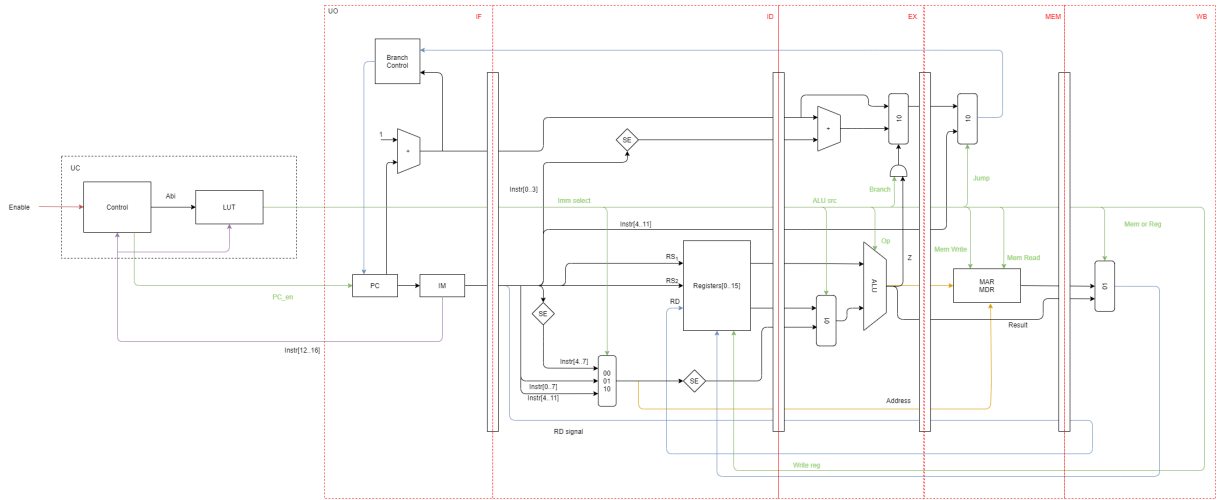 UO
IF
ID
EX
MEM
WB
Branch
Control
1
+
SE
+
10
10
UC
Control
Abi
LUT
Enable
Instr[0..3]
Imm select
ALU src
Branch
Jump
Instr[4..11]
Op
Z
Mem Write
Mem Read
Mem or Reg
PC_en
PC
IM
RS1
RS2
RD
Registers[0..15]
SE
ALU
MAR
MDR
Result
Instr[12..16]
Instr[4..7]
Instr[0..7]
Instr[4..11]
00
01
10
SE
Address
RD signal
Write reg